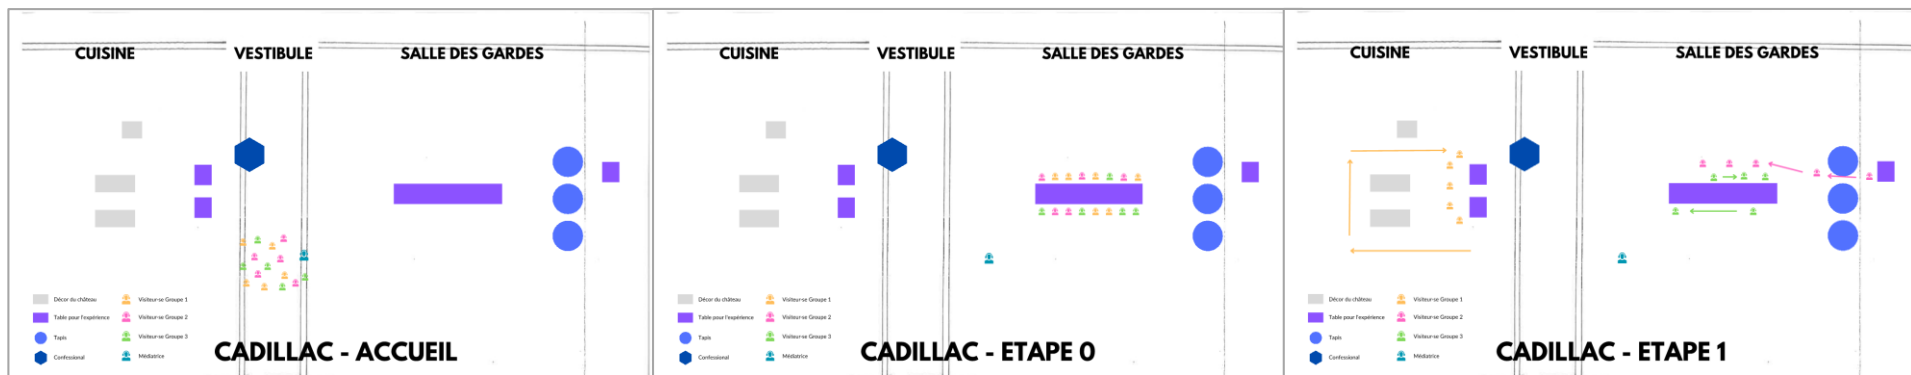 CUISINE
VESTIBULE
SALLE DES GARDES
Décor du château
Visiteur·se Groupe 1
Table pour l'expérience
Visiteur·se Groupe 2
Tapis
Visiteur·se Groupe 3
Confessional
Médiatrice
CADILLAC - ACCUEIL
CUISINE
VESTIBULE
SALLE DES GARDES
Décor du château
Visiteur·se Groupe 1
Table pour l'expérience
Visiteur·se Groupe 2
Tapis
Visiteur·se Groupe 3
Confessional
Médiatrice
CADILLAC - ETAPE 0
CUISINE
VESTIBULE
SALLE DES GARDES
Décor du château
Visiteur·se Groupe 1
Table pour l'expérience
Visiteur·se Groupe 2
Tapis
Visiteur·se Groupe 3
Confessional
Médiatrice
CADILLAC - ETAPE 1